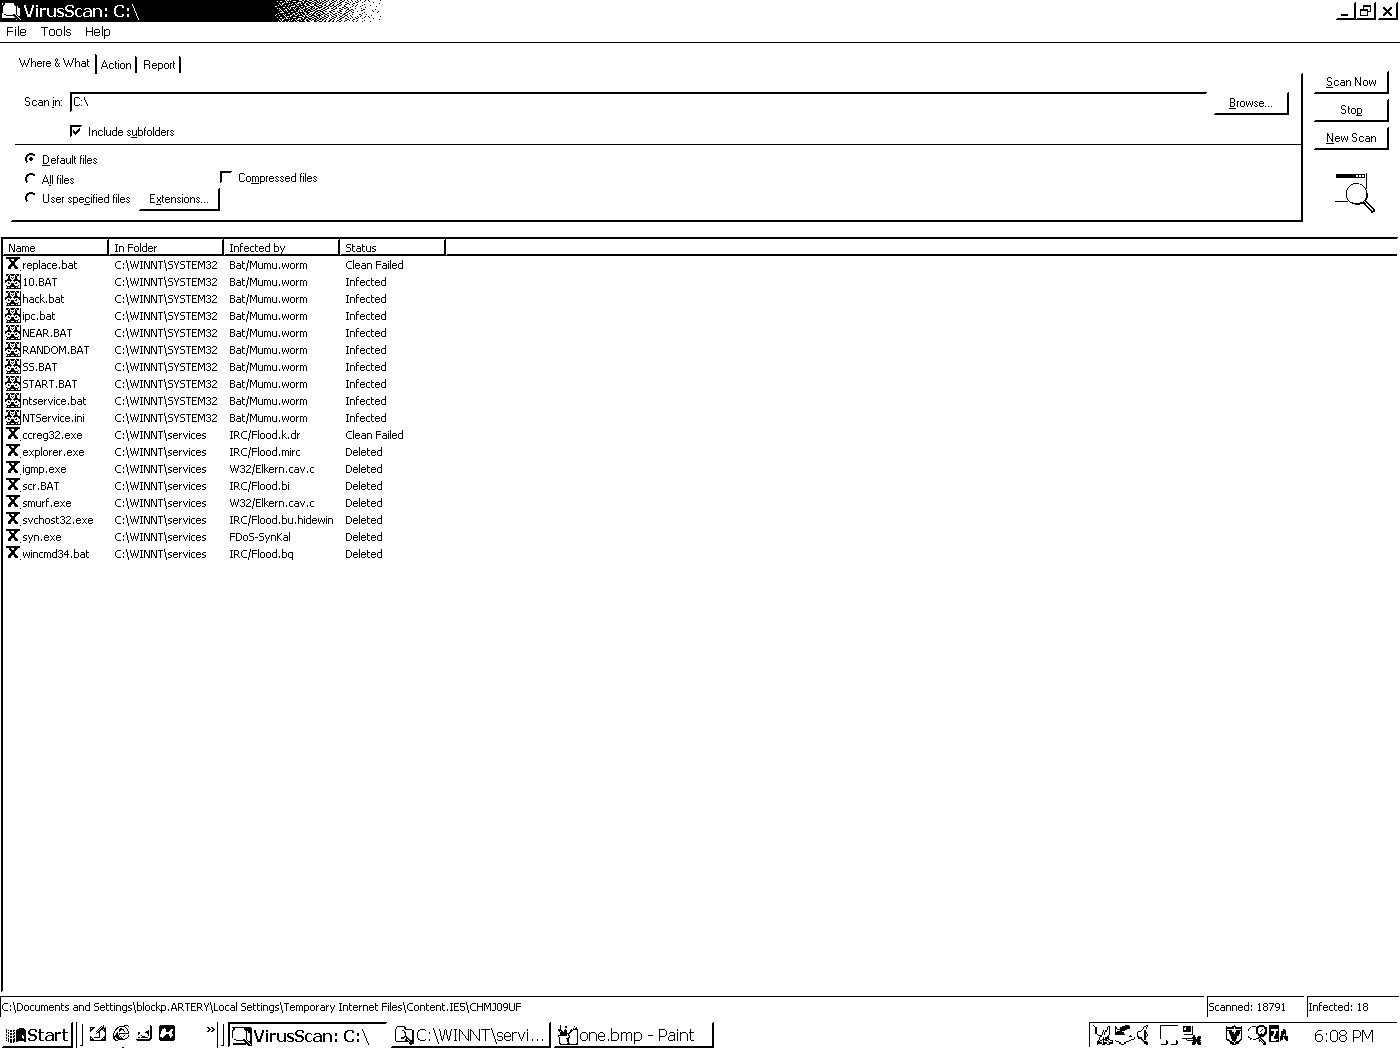 VirusScan: C:\
File Tools Help
Where & What Action Report
Scan in: C:\ Browse...
Include subfolders
Default files
All files
Compressed files
User specified files Extensions...
Scan Now
Stop
New Scan
Name In Folder Infected by Status
replace.bat C:\WINNT\SYSTEM32 Bat/Mumu.worm Clean Failed
10.BAT C:\WINNT\SYSTEM32 Bat/Mumu.worm Infected
hack.bat C:\WINNT\SYSTEM32 Bat/Mumu.worm Infected
ipc.bat C:\WINNT\SYSTEM32 Bat/Mumu.worm Infected
NEAR.BAT C:\WINNT\SYSTEM32 Bat/Mumu.worm Infected
RANDOM.BAT C:\WINNT\SYSTEM32 Bat/Mumu.worm Infected
SS.BAT C:\WINNT\SYSTEM32 Bat/Mumu.worm Infected
START.BAT C:\WINNT\SYSTEM32 Bat/Mumu.worm Infected
ntservice.bat C:\WINNT\SYSTEM32 Bat/Mumu.worm Infected
NTService.ini C:\WINNT\SYSTEM32 Bat/Mumu.worm Infected
ccreg32.exe C:\WINNT\services IRC/Flood.k.dr Clean Failed
explorer.exe C:\WINNT\services IRC/Flood.mirc Deleted
igmp.exe C:\WINNT\services W32/Elkern.cav.c Deleted
scr.BAT C:\WINNT\services IRC/Flood.bi Deleted
smurf.exe C:\WINNT\services W32/Elkern.cav.c Deleted
svchost32.exe C:\WINNT\services IRC/Flood.bu.hidewin Deleted
syn.exe C:\WINNT\services FDoS-SynKal Deleted
wincmd34.bat C:\WINNT\services IRC/Flood.bq Deleted
C:\Documents and Settings\blockp.ARTERY\Local Settings\Temporary Internet Files\Content.IE5\CHMJ09UF Scanned: 18791 Infected: 18
Start » VirusScan: C:\ C:\WINNT\servi... one.bmp - Paint 6:08 PM